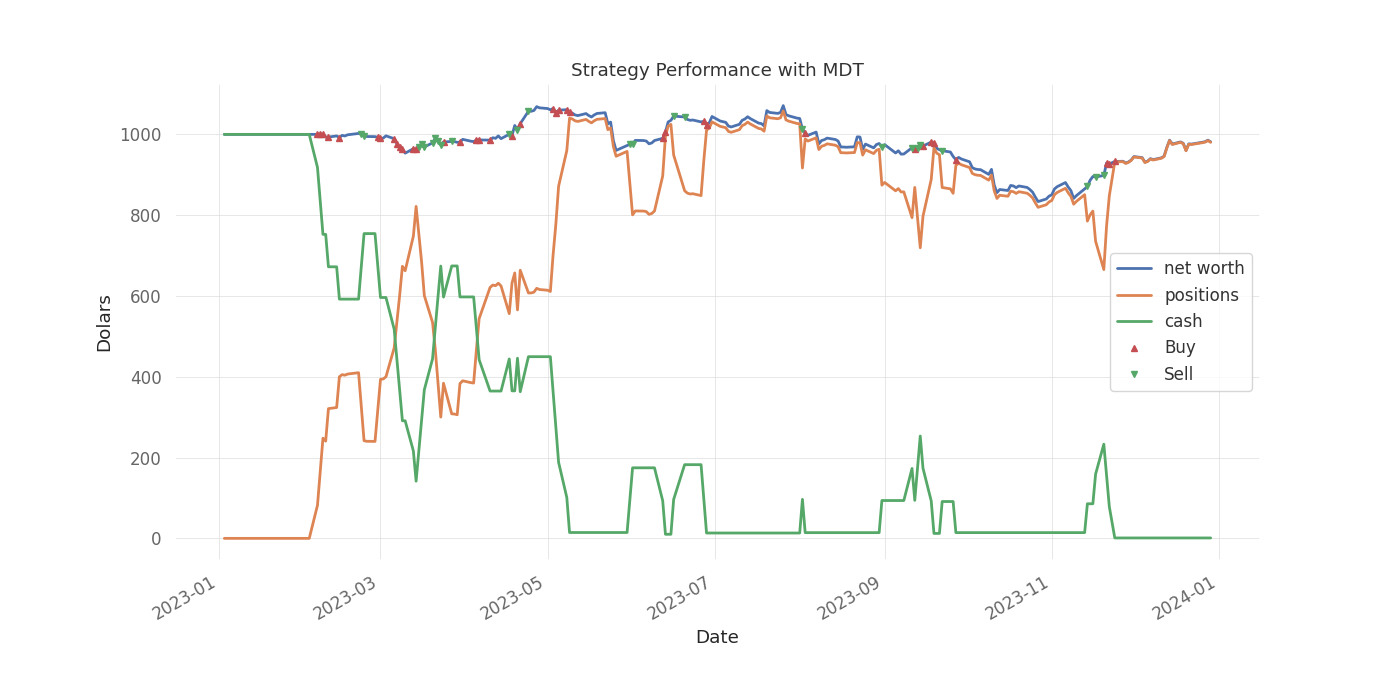 Strategy Performance with MDT
Dolars
1000
800
600
400
200
0
net worth
positions
cash
Buy
Sell
2023-01
2023-03
2023-05
2023-07
2023-09
2023-11
2024-01
Date